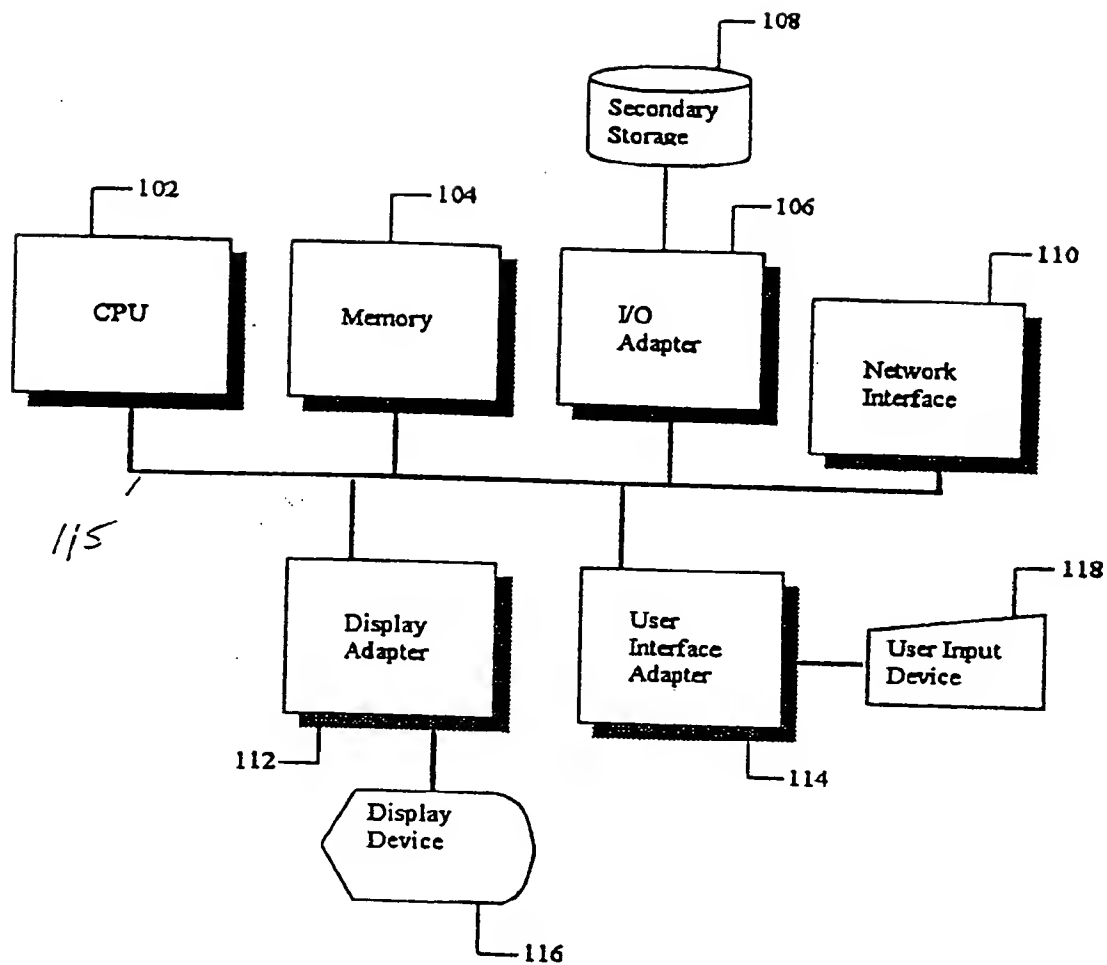 108
Secondary
Storage
102
104
106
110
CPU
Memory
I/O
Adapter
Network
Interface
115
118
Display
Adapter
User
Interface
Adapter
User Input
Device
112
114
Display
Device
116